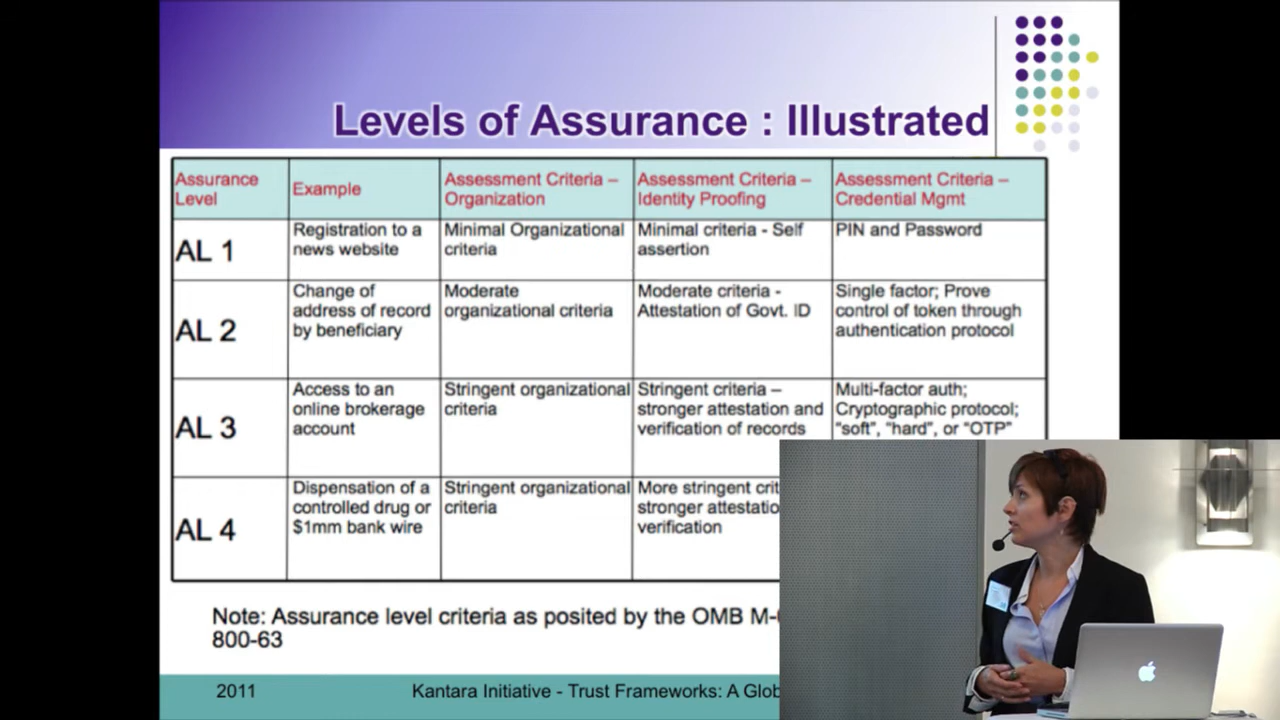 Levels of Assurance : Illustrated
Assurance
Level
Example
Assessment Criteria –
Organization
Assessment Criteria –
Identity Proofing
Assessment Criteria –
Credential Mgmt
AL 1
Registration to a
news website
Minimal Organizational
criteria
Minimal criteria - Self
assertion
PIN and Password
AL 2
Change of
address of record
by beneficiary
Moderate
organizational criteria
Moderate criteria -
Attestation of Govt. ID
Single factor; Prove
control of token through
authentication protocol
AL 3
Access to an
online brokerage
account
Stringent organizational
criteria
Stringent criteria –
stronger attestation and
verification of records
Multi-factor auth;
Cryptographic protocol;
"soft", "hard", or "OTP"
AL 4
Dispensation of a
controlled drug or
$1mm bank wire
Stringent organizational
criteria
More stringent
stronger
verification
Note: Assurance level criteria as posited by the OMB
800-63
2011
Kantara Initiative - Trust Frameworks: A